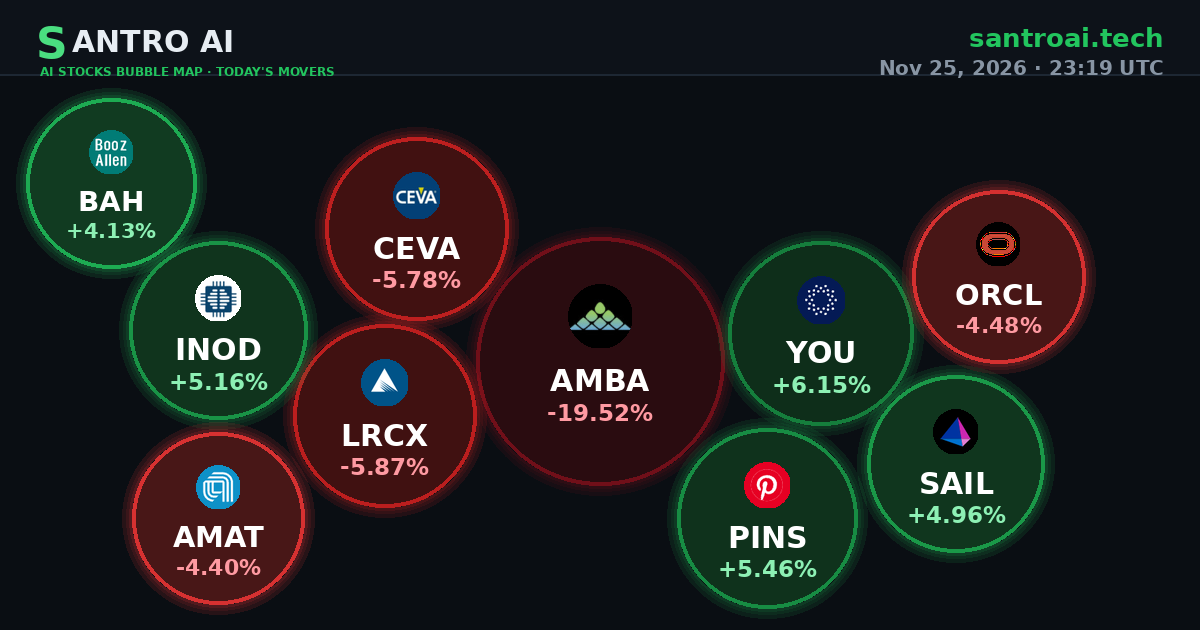 SANTRO AI
AI STOCKS BUBBLE MAP · TODAY'S MOVERS
santroai.tech
Nov 25, 2026 · 23:19 UTC
Booz
Allen
BAH
+4.13%
CEVA
CEVA
-5.78%
ORCL
-4.48%
INOD
+5.16%
AMBA
-19.52%
YOU
+6.15%
LRCX
-5.87%
SAIL
+4.96%
AMAT
-4.40%
PINS
+5.46%